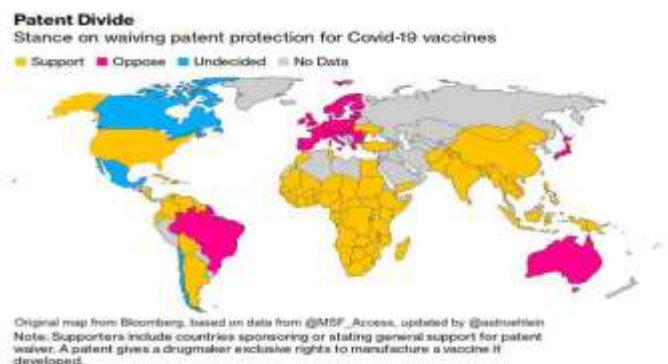 Patent Divide
Stance on waiving patent protection for Covid-19 vaccines
Support Oppose Undecided No Data
Original map from Bloomberg, based on data from @MSF_Access, updated by @astroehlein
Note: Supporters include countries sponsoring or stating general support for patent
waiver. A patent gives a drugmaker exclusive rights to manufacture a vaccine it
developed.